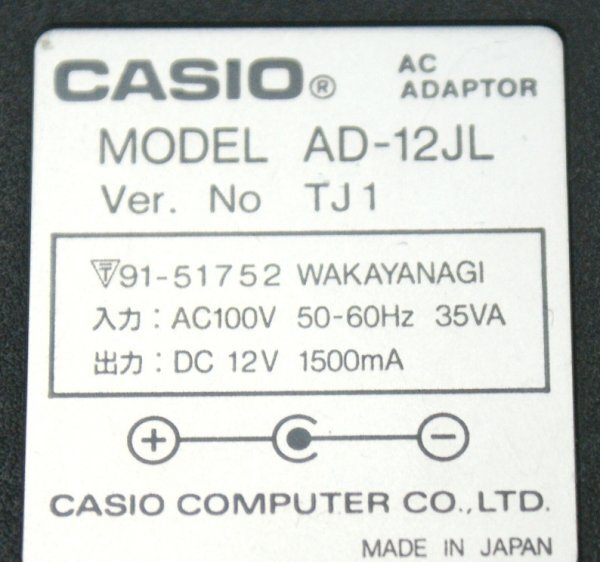 CASIO® AC ADAPTOR
MODEL AD-12JL
Ver. No TJ1
91-51752 WAKAYANAGI
入力：AC100V 50-60Hz 35VA
出力：DC 12V 1500mA
+ -
CASIO COMPUTER CO.,LTD.
MADE IN JAPAN